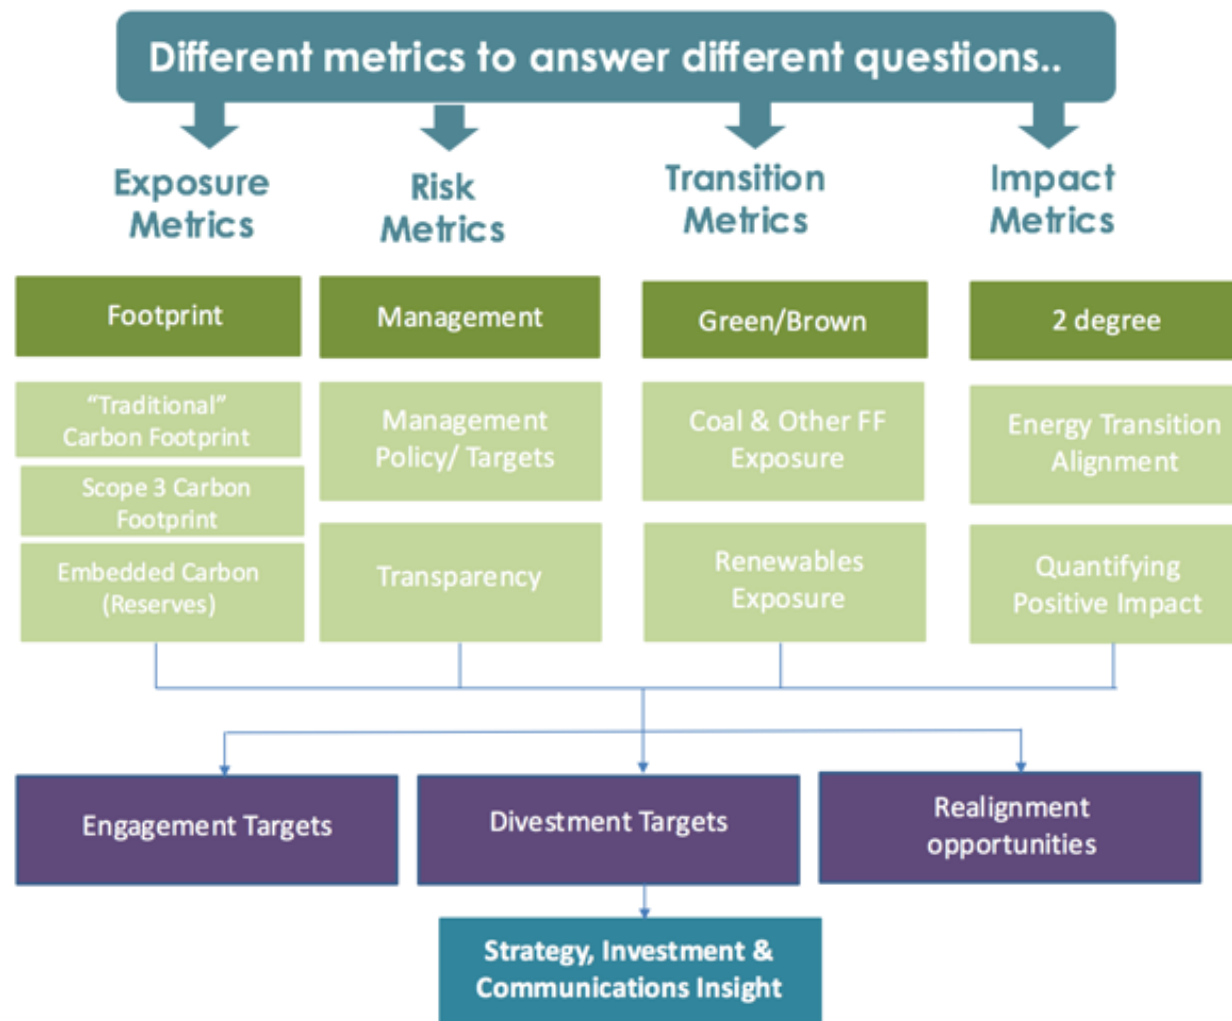 Different metrics to answer different questions..
Exposure
Metrics
Risk
Metrics
Transition
Metrics
Impact
Metrics
Footprint
Management
Green/Brown
2 degree
“Traditional”
Carbon Footprint
Scope 3 Carbon
Footprint
Embedded Carbon
(Reserves)
Management
Policy/ Targets
Transparency
Coal & Other FF
Exposure
Renewables
Exposure
Energy Transition
Alignment
Quantifying
Positive Impact
Engagement Targets
Divestment Targets
Realignment
opportunities
Strategy, Investment &
Communications Insight